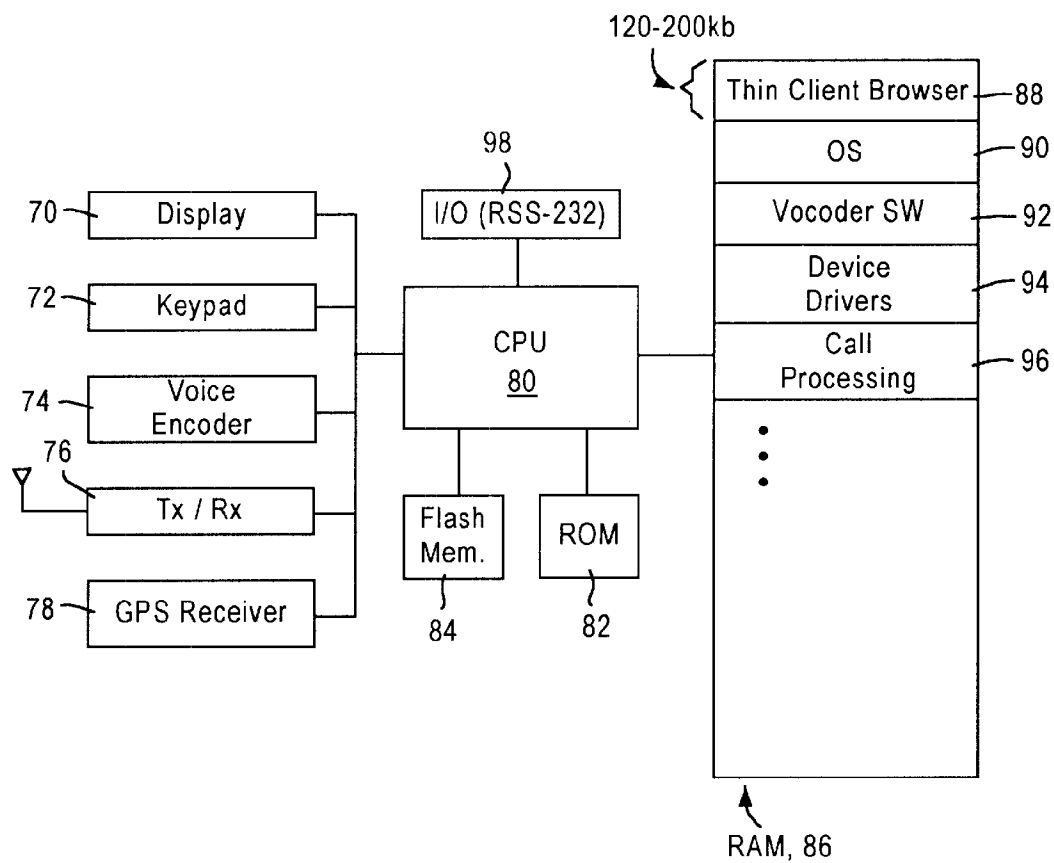 120-200kb
Thin Client Browser
88
OS
90
98
I/O (RSS-232)
Vocoder SW
92
70
Display
Device
Drivers
94
72
Keypad
CPU
80
Call
Processing
96
74
Voice
Encoder
76
Tx / Rx
Flash
Mem.
ROM
78
GPS Receiver
84
82
RAM, 86